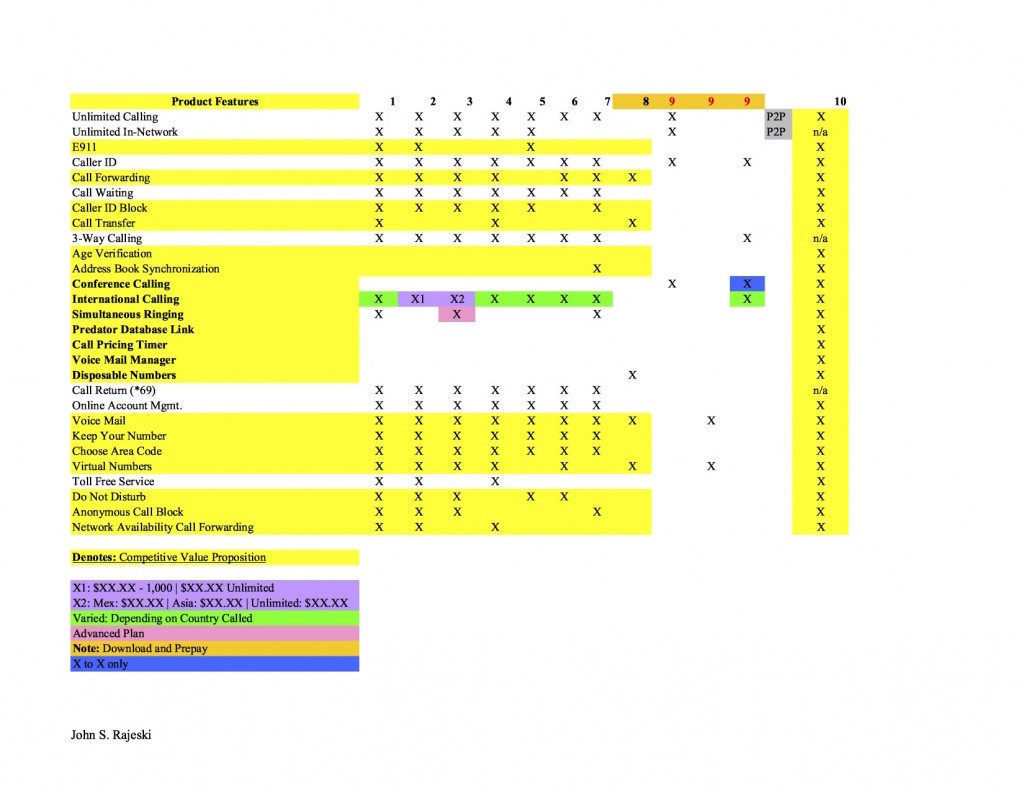 Product Features 1 2 3 4 5 6 7 8 9 9 9 10
Unlimited Calling X X X X X X X X P2P X
Unlimited In-Network X X X X X X P2P n/a
E911 X X X X
Caller ID X X X X X X X X X X
Call Forwarding X X X X X X X X
Call Waiting X X X X X X X X
Caller ID Block X X X X X X X
Call Transfer X X X X
3-Way Calling X X X X X X X X n/a
Age Verification X
Address Book Synchronization X X
Conference Calling X X X
International Calling X X1 X2 X X X X X X
Simultaneous Ringing X X X X
Predator Database Link X
Call Pricing Timer X
Voice Mail Manager X
Disposable Numbers X X
Call Return (*69) X X X X X X X n/a
Online Account Mgmt. X X X X X X X X
Voice Mail X X X X X X X X X X
Keep Your Number X X X X X X X X
Choose Area Code X X X X X X X X
Virtual Numbers X X X X X X X X
Toll Free Service X X X X
Do Not Disturb X X X X X X
Anonymous Call Block X X X X X
Network Availability Call Forwarding X X X X
Denotes: Competitive Value Proposition
X1: $XX.XX - 1,000 | $XX.XX Unlimited
X2: Mex: $XX.XX | Asia: $XX.XX | Unlimited: $XX.XX
Varied: Depending on Country Called
Advanced Plan
Note: Download and Prepay
X to X only
John S. Rajeski